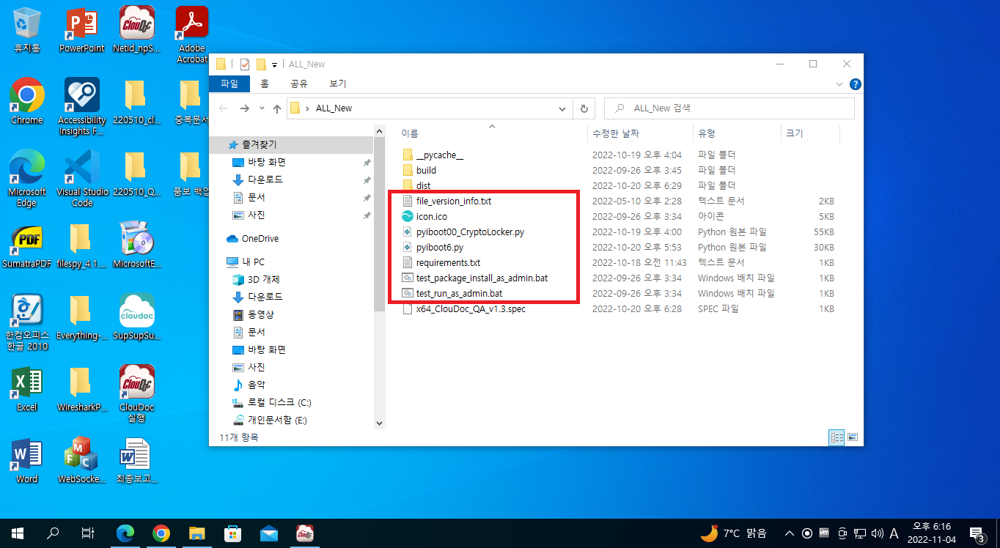 휴지통
PowerPoint
Netid_npS...
Adobe
Acrobat
Chrome
Accessibility
Insights F...
220510_cl...
중복문서
Microsoft
Edge
Visual Studio
Code
220510_Q...
품보 백업
SumatraPDF
filespy_4.1....
MicrosoftE...
한컴오피스
한글 2010
Everything-...
SupSupSu...
Excel
WiresharkP...
ClouDoc
실행
Word
WebSocke...
최종보고...
ALL_New
파일 홈 공유 보기
ALL_New
ALL_New 검색
즐겨찾기
바탕 화면
다운로드
문서
사진
OneDrive
내 PC
3D 개체
다운로드
동영상
문서
바탕 화면
사진
음악
로컬 디스크 (C:)
개인문서함 (E:)
이름 수정한 날짜 유형 크기
__pycache__ 2022-10-19 오후 4:04 파일 폴더
build 2022-09-26 오후 3:45 파일 폴더
dist 2022-10-20 오후 6:29 파일 폴더
file_version_info.txt 2022-05-10 오후 2:28 텍스트 문서 2KB
icon.ico 2022-09-26 오후 3:34 아이콘 5KB
pyiboot00_CryptoLocker.py 2022-10-19 오후 4:00 Python 원본 파일 55KB
pyiboot6.py 2022-10-20 오후 5:53 Python 원본 파일 30KB
requirements.txt 2022-10-18 오전 11:43 텍스트 문서 1KB
test_package_install_as_admin.bat 2022-09-26 오후 3:34 Windows 배치 파일 1KB
test_run_as_admin.bat 2022-09-26 오후 3:34 Windows 배치 파일 1KB
x64_ClouDoc_QA_v1.3.spec 2022-10-20 오후 6:28 SPEC 파일 1KB
11개 항목
7°C 맑음
A
오후 6:16
2022-11-04
3